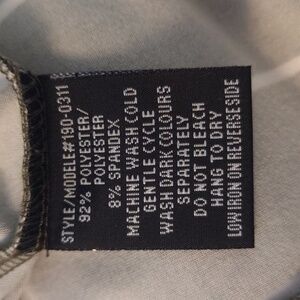 STYLE/MODELE#190-0311
92% POLYESTER/
POLYESTER
8% SPANDEX
MACHINE WASH COLD
GENTLE CYCLE
WASH DARK COLOURS
SEPARATELY
DO NOT BLEACH
HANG TO DRY
LOW IRON ON REVERSE SIDE